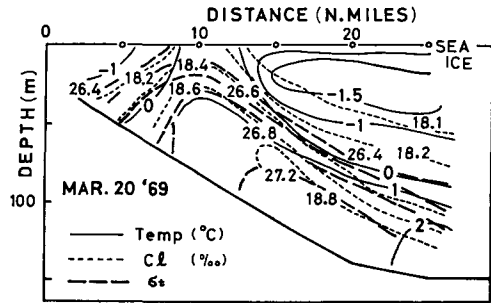 DISTANCE (N.MILES)
0 10 20
SEA
ICE
0
100
DEPTH (m)
-1
26.4
18.2
0
18.4
18.6
26.6
26.8
27.2
-1.5
-1
18.1
26.4
18.2
0
1
18.8
2
MAR. 20 '69
Temp (°C)
Cℓ (‰)
σt